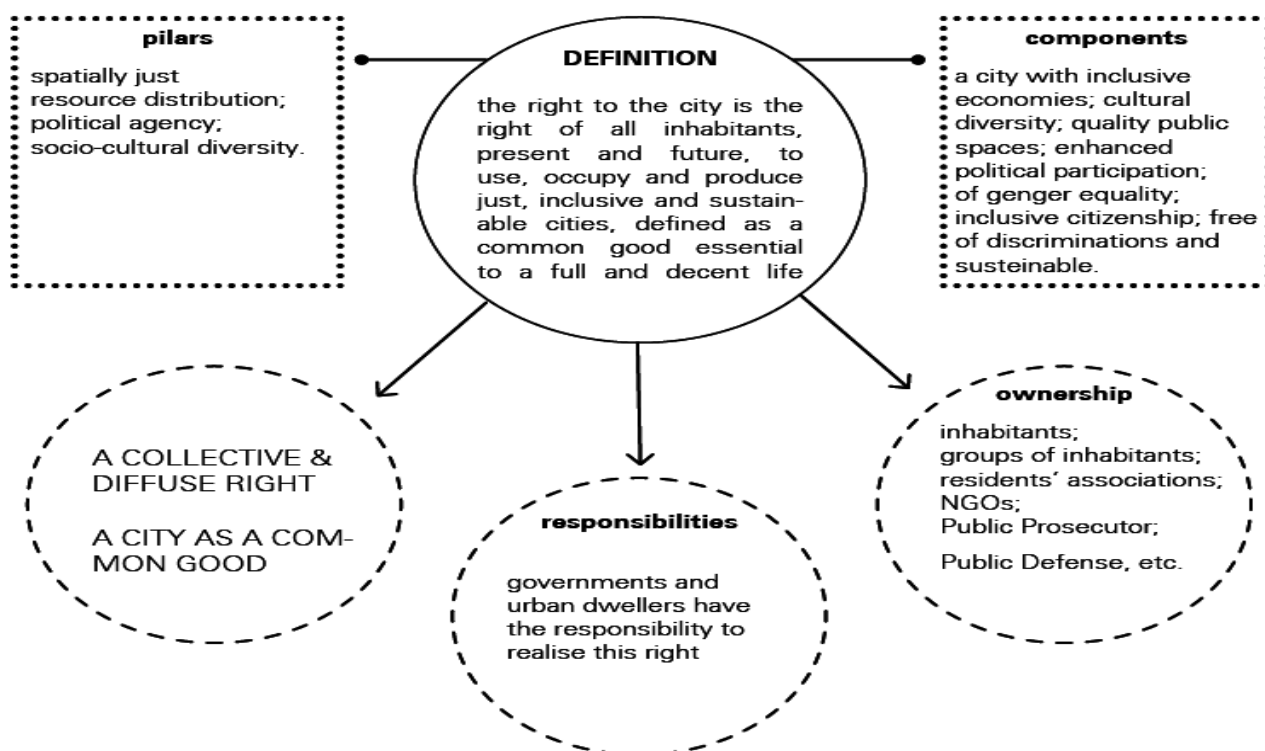 pilars
spatially just
resource distribution;
political agency;
socio-cultural diversity.
DEFINITION
the right to the city is the
right of all inhabitants,
present and future, to
use, occupy and produce
just, inclusive and sustain-
able cities, defined as a
common good essential
to a full and decent life
components
a city with inclusive
economies; cultural
diversity; quality public
spaces; enhanced
political participation;
of genger equality;
inclusive citizenship; free
of discriminations and
susteinable.
A COLLECTIVE &
DIFFUSE RIGHT
A CITY AS A COM-
MON GOOD
responsibilities
governments and
urban dwellers have
the responsibility to
realise this right
ownership
inhabitants;
groups of inhabitants;
residents´ associations;
NGOs;
Public Prosecutor;
Public Defense, etc.